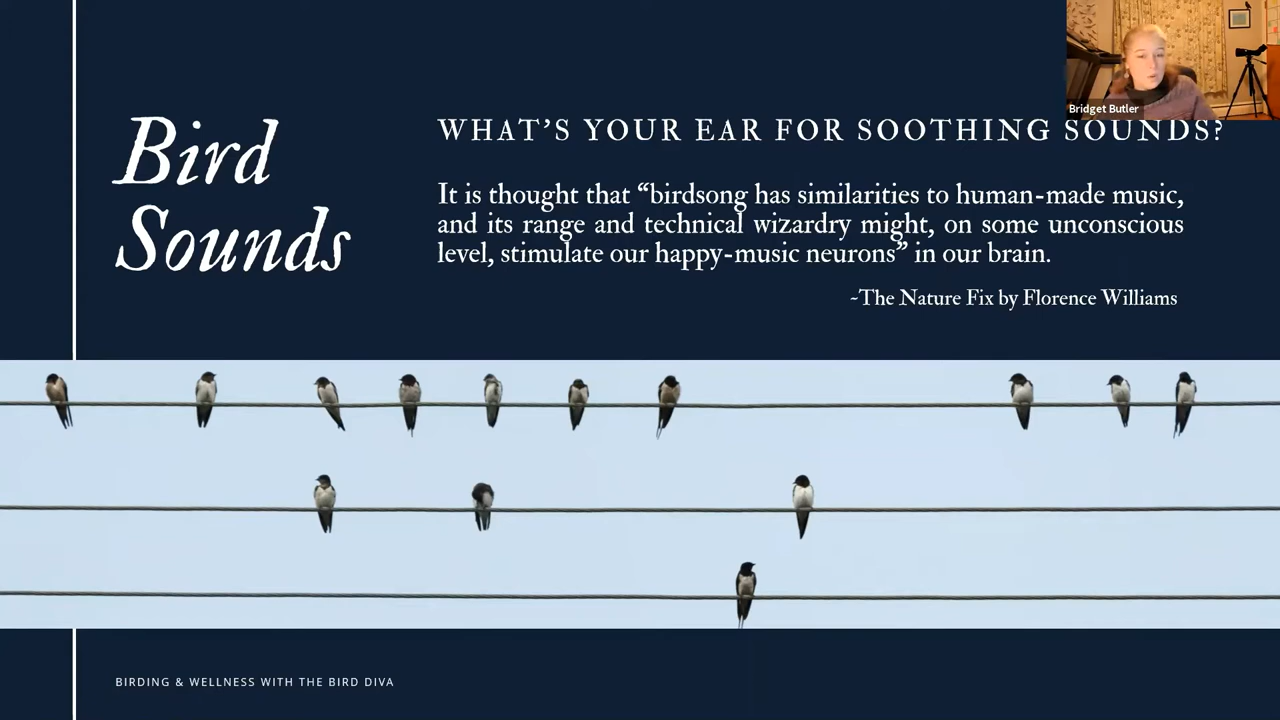 Bird
Sounds
WHAT'S YOUR EAR FOR SOOTHING SOUNDS?
It is thought that “birdsong has similarities to human-made music,
and its range and technical wizardry might, on some unconscious
level, stimulate our happy-music neurons” in our brain.
~The Nature Fix by Florence Williams
Bridget Butler
BIRDING & WELLNESS WITH THE BIRD DIVA